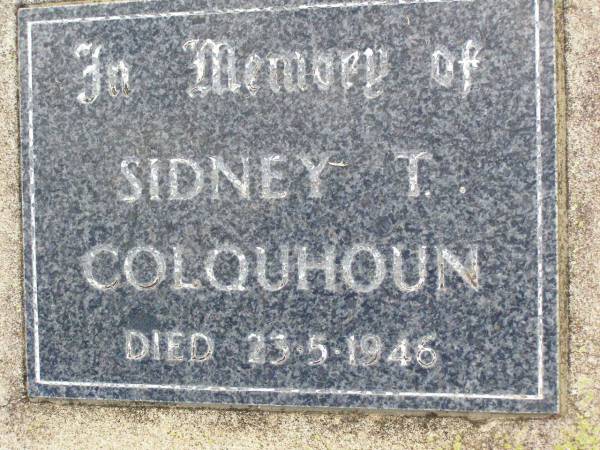 In Memory of
SIDNEY T.
COLQUHOUN
DIED 23·5·1946